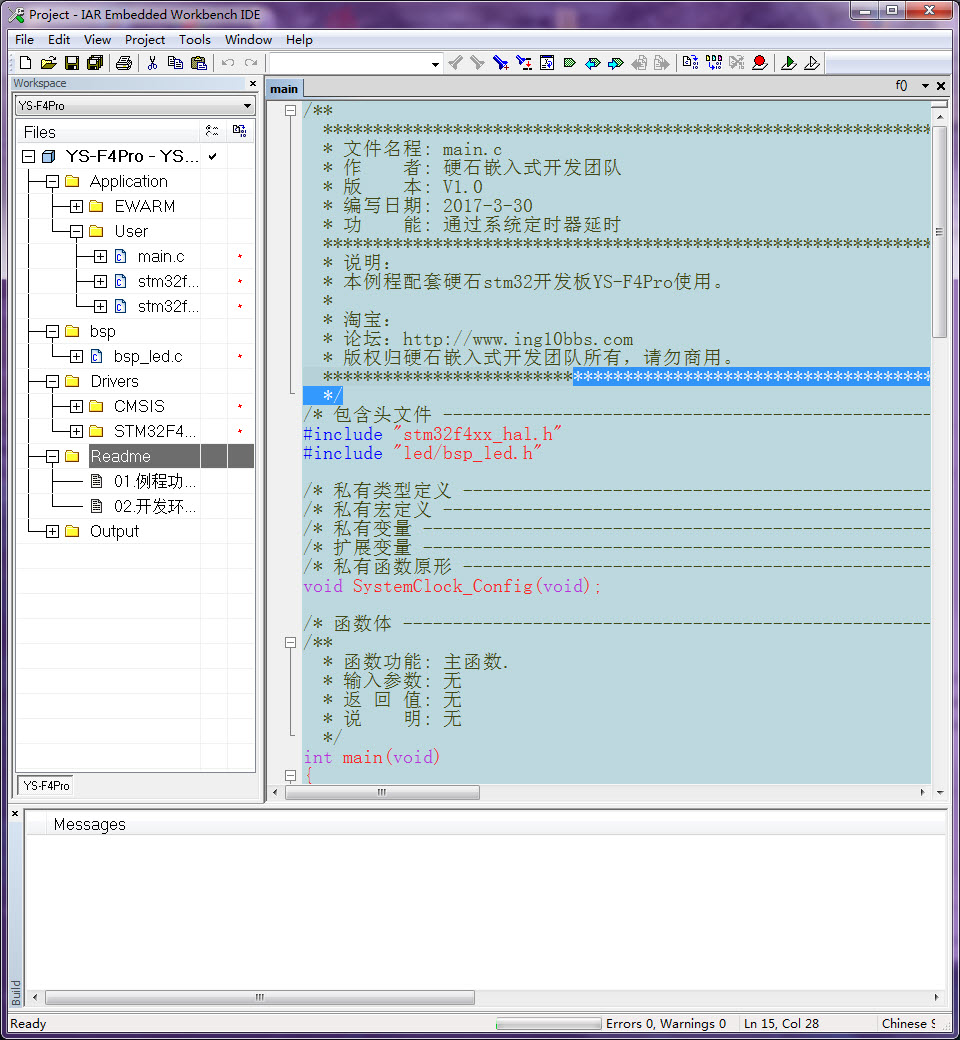 Project - IAR Embedded Workbench IDE
File Edit View Project Tools Window Help
Workspace
YS-F4Pro
Files
YS-F4Pro - YS...
Application
EWARM
User
main.c
stm32f...
stm32f...
bsp
bsp_led.c
Drivers
CMSIS
STM32F4...
Readme
01.例程功...
02.开发环...
Output
YS-F4Pro
main
f()
/**
*************************************************************
* 文件名程: main.c
* 作    者: 硬石嵌入式开发团队
* 版    本: V1.0
* 编写日期: 2017-3-30
* 功    能: 通过系统定时器延时
*************************************************************
* 说明:
* 本例程配套硬石stm32开发板YS-F4Pro使用。
*
* 淘宝:
* 论坛: http://www.ing10bbs.com
* 版权归硬石嵌入式开发团队所有，请勿商用。
*************************************************************
*/
/* 包含头文件 -------------------------------------------------
#include "stm32f4xx_hal.h"
#include "led/bsp_led.h"
/* 私有类型定义 -----------------------------------------------
/* 私有宏定义 -------------------------------------------------
/* 私有变量 ---------------------------------------------------
/* 扩展变量 ---------------------------------------------------
/* 私有函数原形 -----------------------------------------------
void SystemClock_Config(void);
/* 函数体 -----------------------------------------------------
/**
* 函数功能: 主函数.
* 输入参数: 无
* 返 回 值: 无
* 说    明: 无
*/
int main(void)
{
Messages
Build
Ready
Errors 0, Warnings 0
Ln 15, Col 28
Chinese S